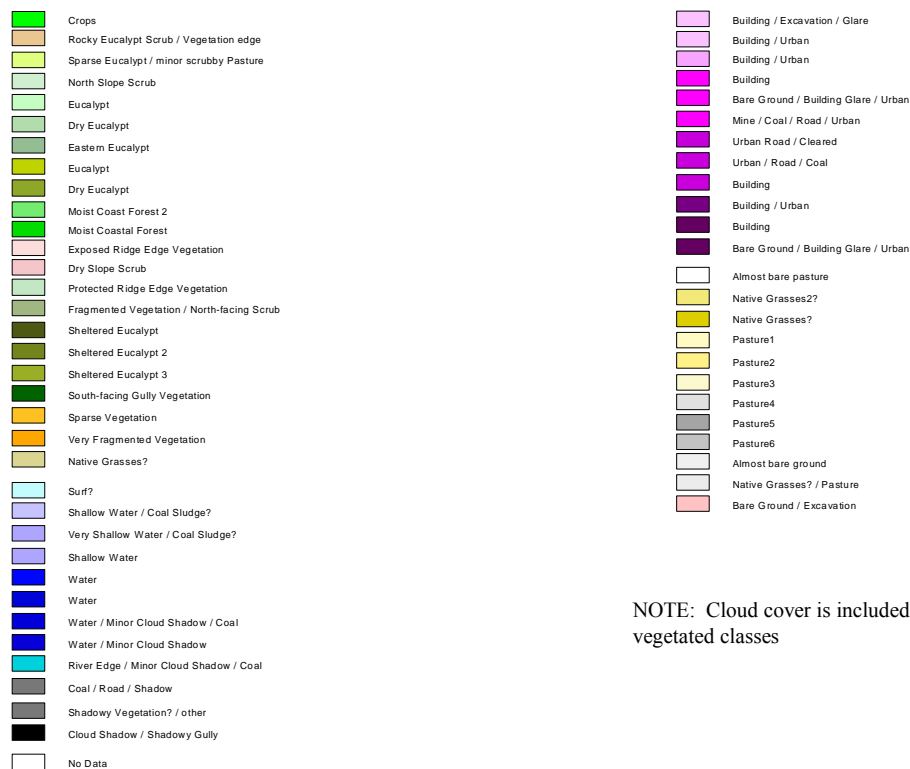 Crops
Rocky Eucalypt Scrub / Vegetation edge
Sparse Eucalypt / minor scrubby Pasture
North Slope Scrub
Eucalypt
Dry Eucalypt
Eastern Eucalypt
Eucalypt
Dry Eucalypt
Moist Coast Forest 2
Moist Coastal Forest
Exposed Ridge Edge Vegetation
Dry Slope Scrub
Protected Ridge Edge Vegetation
Fragmented Vegetation / North-facing Scrub
Sheltered Eucalypt
Sheltered Eucalypt 2
Sheltered Eucalypt 3
South-facing Gully Vegetation
Sparse Vegetation
Very Fragmented Vegetation
Native Grasses?
Surf?
Shallow Water / Coal Sludge?
Very Shallow Water / Coal Sludge?
Shallow Water
Water
Water
Water / Minor Cloud Shadow / Coal
Water / Minor Cloud Shadow
River Edge / Minor Cloud Shadow / Coal
Coal / Road / Shadow
Shadowy Vegetation? / other
Cloud Shadow / Shadowy Gully
No Data
Building / Excavation / Glare
Building / Urban
Building / Urban
Building
Bare Ground / Building Glare / Urban
Mine / Coal / Road / Urban
Urban Road / Cleared
Urban / Road / Coal
Building
Building / Urban
Building
Bare Ground / Building Glare / Urban
Almost bare pasture
Native Grasses2?
Native Grasses?
Pasture1
Pasture2
Pasture3
Pasture4
Pasture5
Pasture6
Almost bare ground
Native Grasses? / Pasture
Bare Ground / Excavation
NOTE: Cloud cover is included
vegetated classes